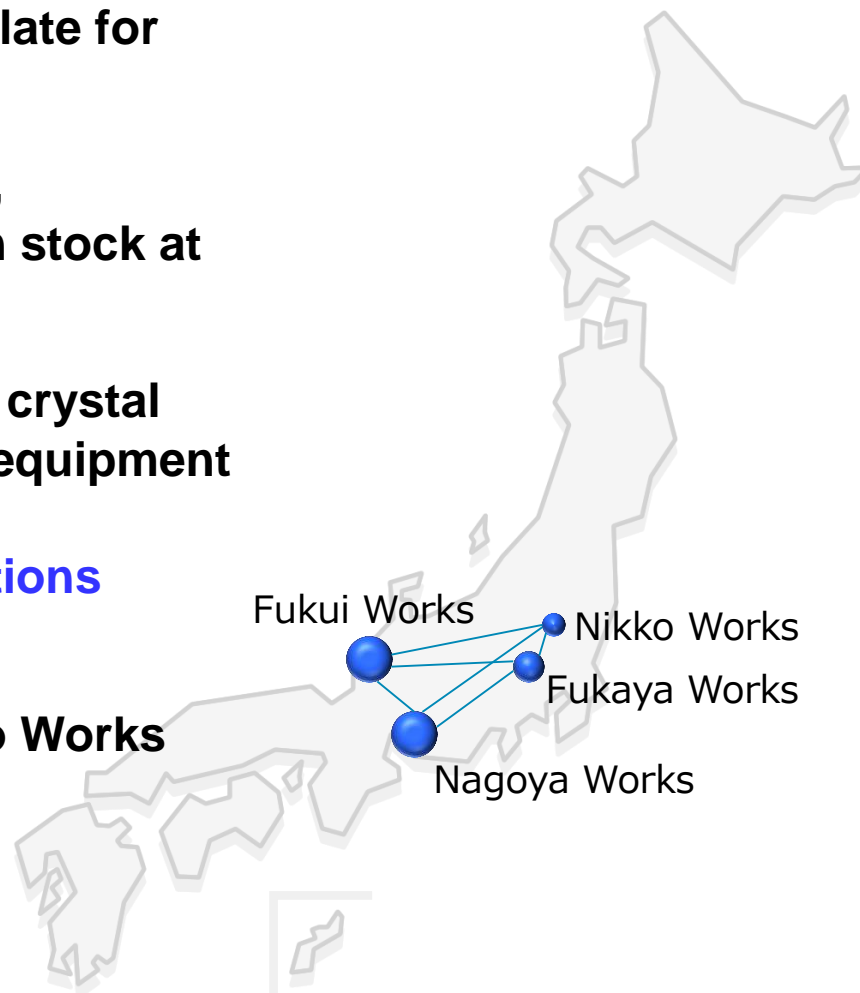 late for
n stock at
crystal
equipment
tions
Works
Fukui Works
Nikko Works
Fukaya Works
Nagoya Works